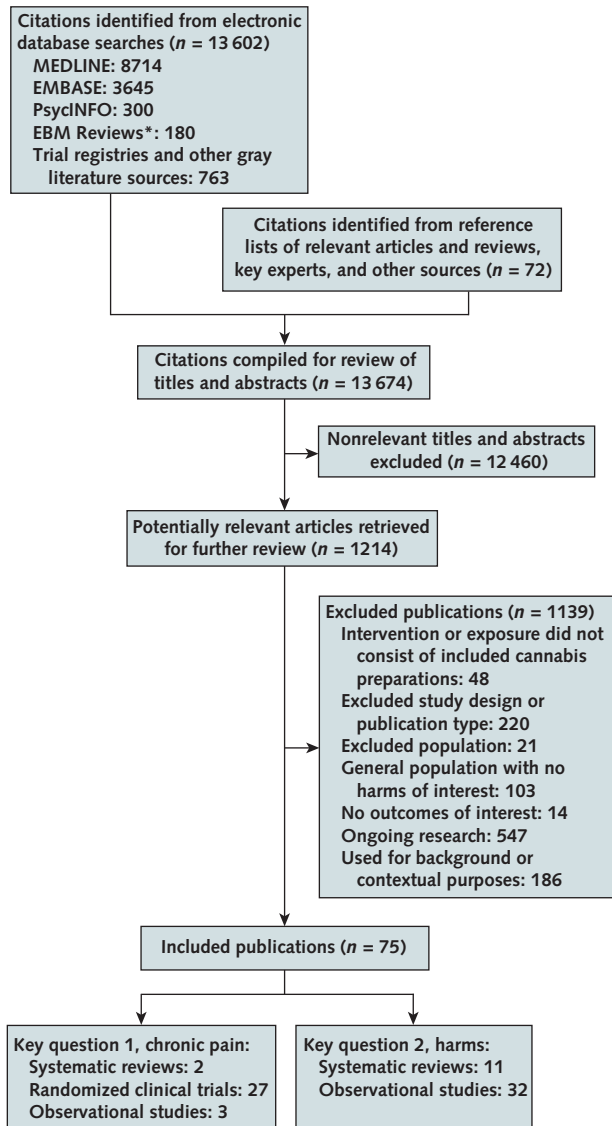 Citations identified from electronic
database searches (n = 13 602)
MEDLINE: 8714
EMBASE: 3645
PsycINFO: 300
EBM Reviews*: 180
Trial registries and other gray
literature sources: 763
Citations identified from reference
lists of relevant articles and reviews,
key experts, and other sources (n = 72)
Citations compiled for review of
titles and abstracts (n = 13 674)
Nonrelevant titles and abstracts
excluded (n = 12 460)
Potentially relevant articles retrieved
for further review (n = 1214)
Excluded publications (n = 1139)
Intervention or exposure did not
consist of included cannabis
preparations: 48
Excluded study design or
publication type: 220
Excluded population: 21
General population with no
harms of interest: 103
No outcomes of interest: 14
Ongoing research: 547
Used for background or
contextual purposes: 186
Included publications (n = 75)
Key question 1, chronic pain:
Systematic reviews: 2
Randomized clinical trials: 27
Observational studies: 3
Key question 2, harms:
Systematic reviews: 11
Observational studies: 32